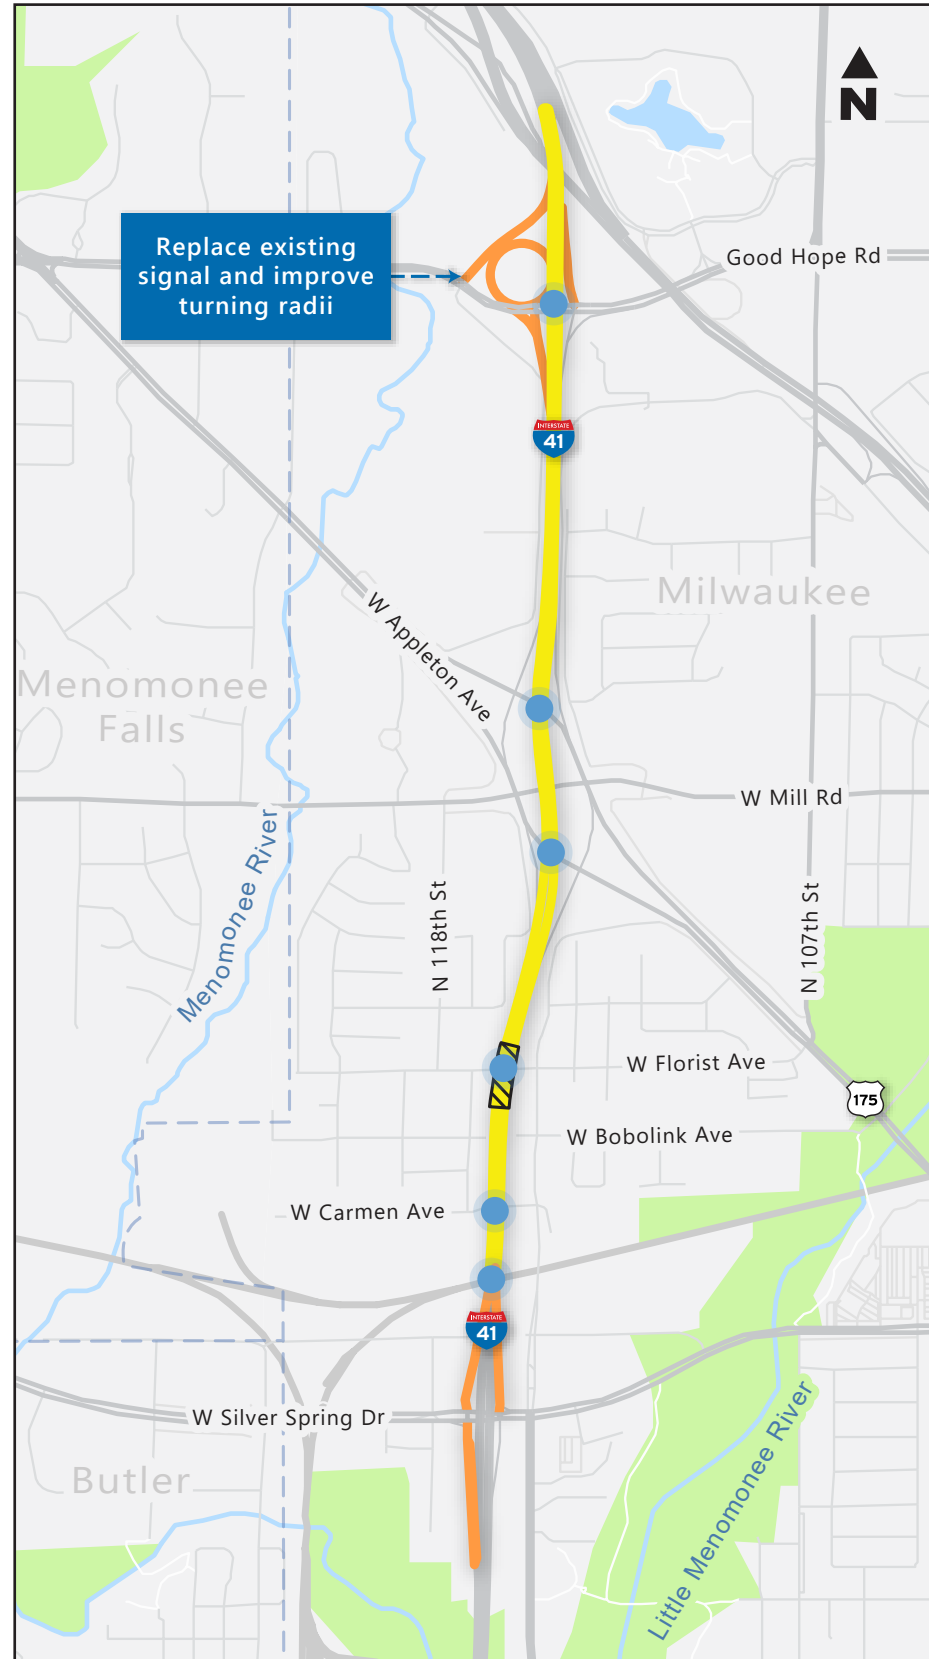 N
Replace existing
signal and improve
turning radii
Good Hope Rd
INTERSTATE
41
Milwaukee
W Appleton Ave
Menomonee
Falls
W Mill Rd
Menomonee River
N 118th St
N 107th St
W Florist Ave
175
W Bobolink Ave
W Carmen Ave
INTERSTATE
41
W Silver Spring Dr
Butler
Little Menomonee River